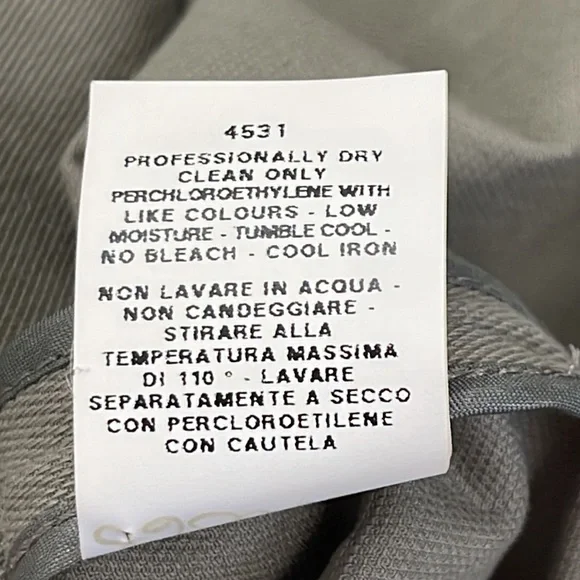 4531
PROFESSIONALLY DRY
CLEAN ONLY
PERCHLOROETHYLENE WITH
LIKE COLOURS - LOW
MOISTURE - TUMBLE COOL -
NO BLEACH - COOL IRON
NON LAVARE IN ACQUA -
NON CANDEGGIARE -
STIRARE ALLA
TEMPERATURA MASSIMA
DI 110 ° - LAVARE
SEPARATAMENTE A SECCO
CON PERCLOROETILENE
CON CAUTELA